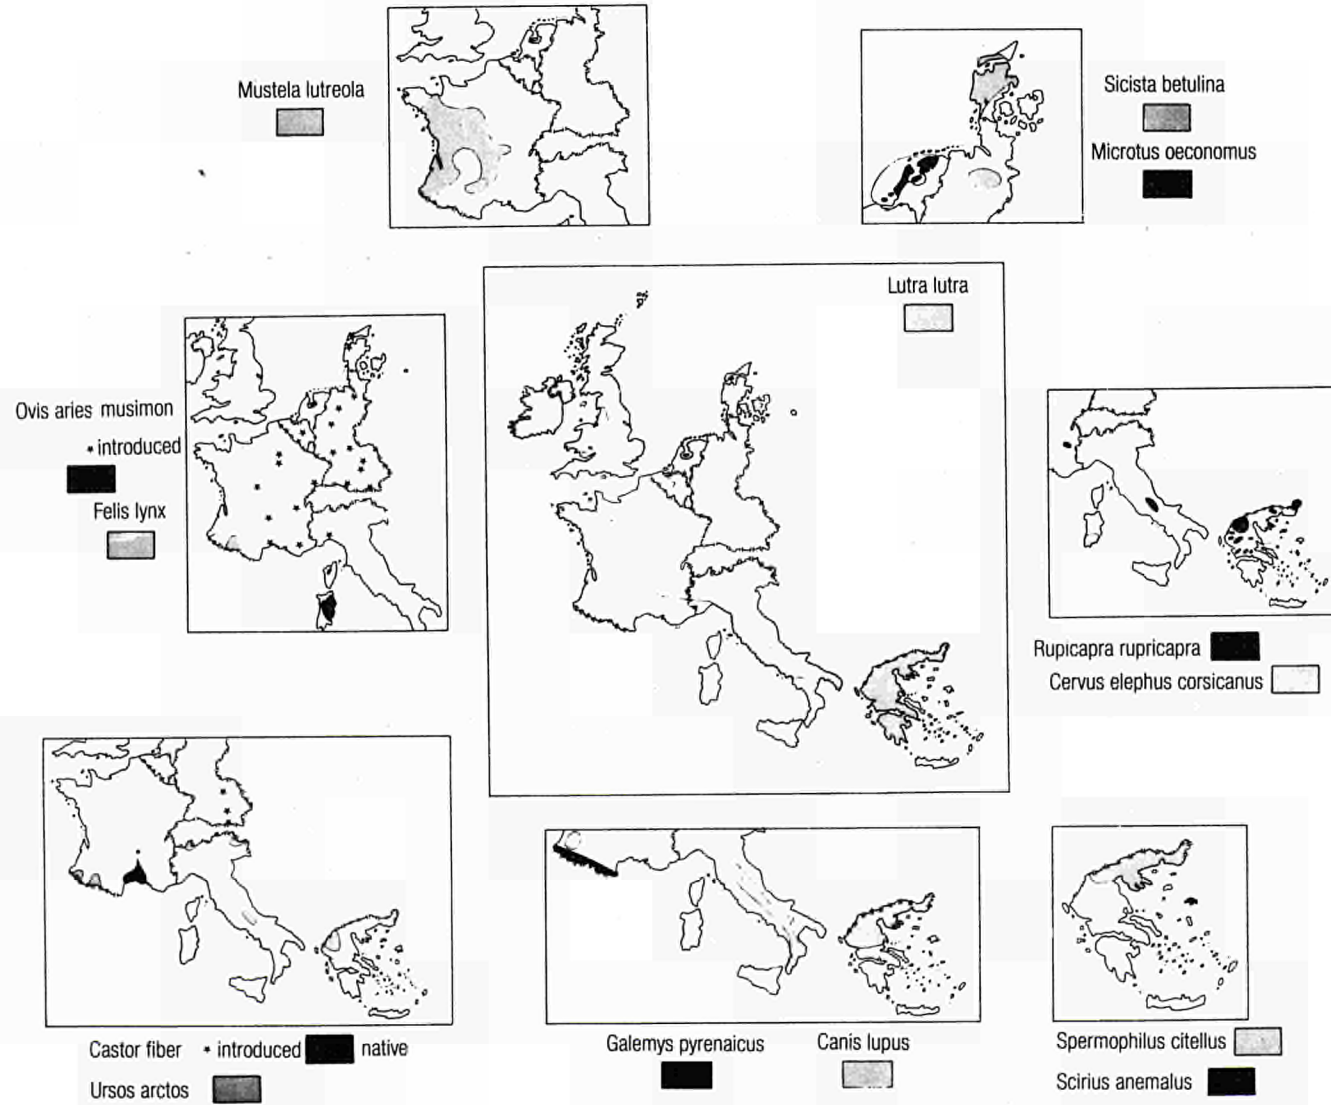 Mustela lutreola
Sicista betulina
Microtus oeconomus
Lutra lutra
Ovis aries musimon
* introduced
Felis lynx
Rupicapra rupricapra
Cervus elephus corsicanus
Castor fiber * introduced native
Ursos arctos
Galemys pyrenaicus Canis lupus
Spermophilus citellus
Scirius anemalus